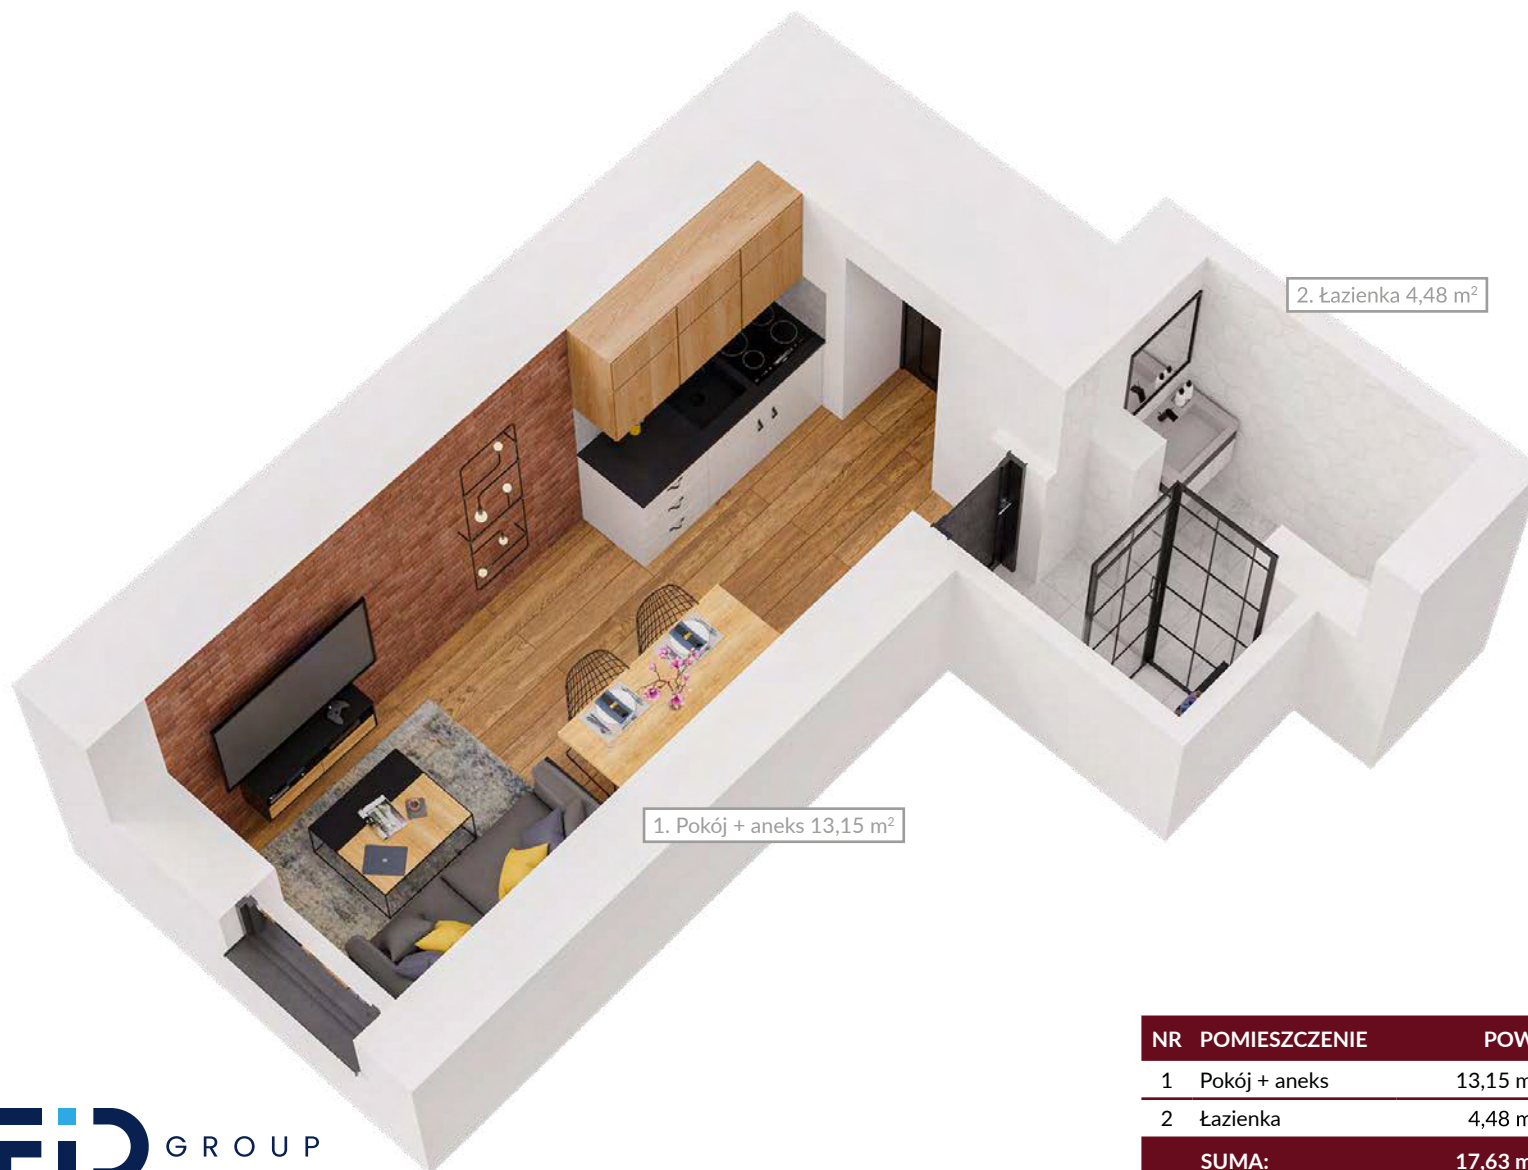 2. Łazienka 4,48 m²
1. Pokój + aneks 13,15 m²
NR POMIESZCZENIE POW
1 Pokój + aneks 13,15 m
2 Łazienka 4,48 m
SUMA: 17,63 m
GROUP